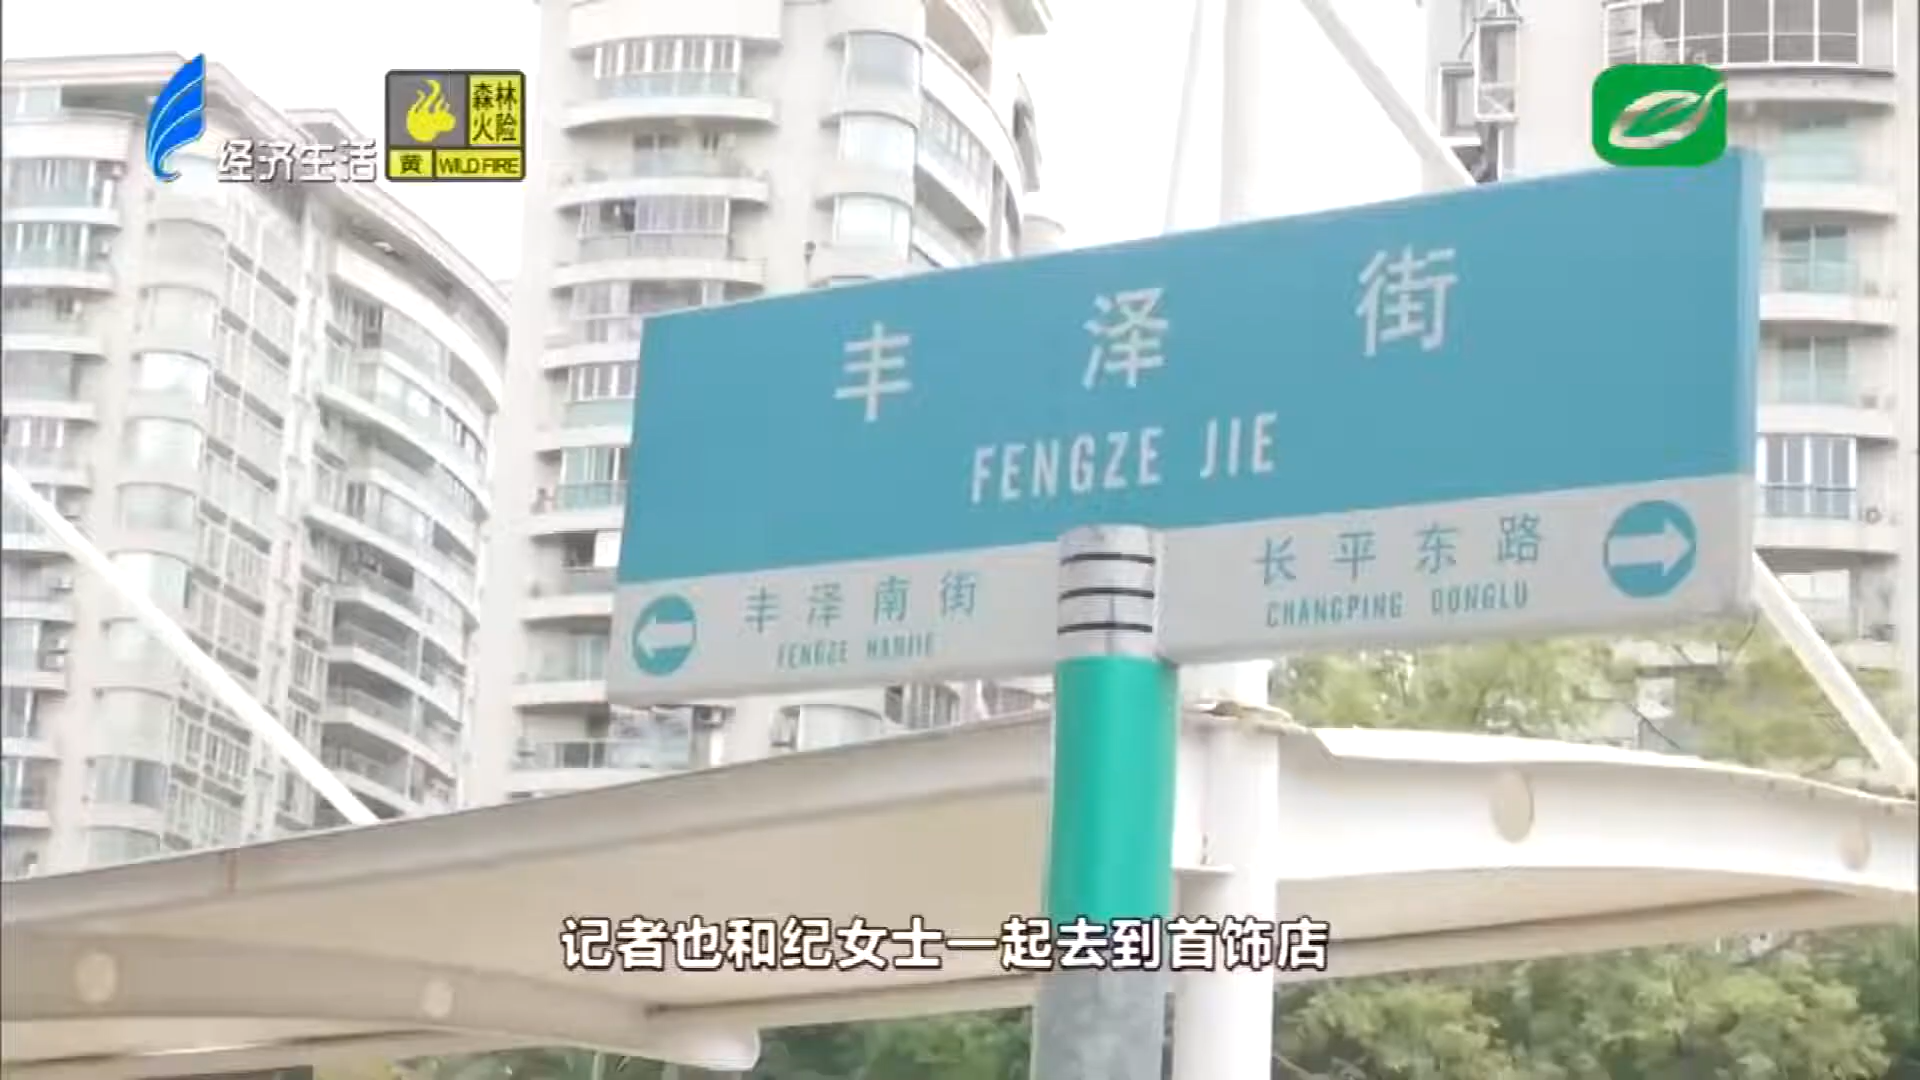 经济生活
森林
火险
黄 WILD FIRE
丰泽街
FENGZE JIE
丰泽南街
FENGZE NANJIE
长平东路
CHANGPING DONGLU
记者也和纪女士一起去到首饰店